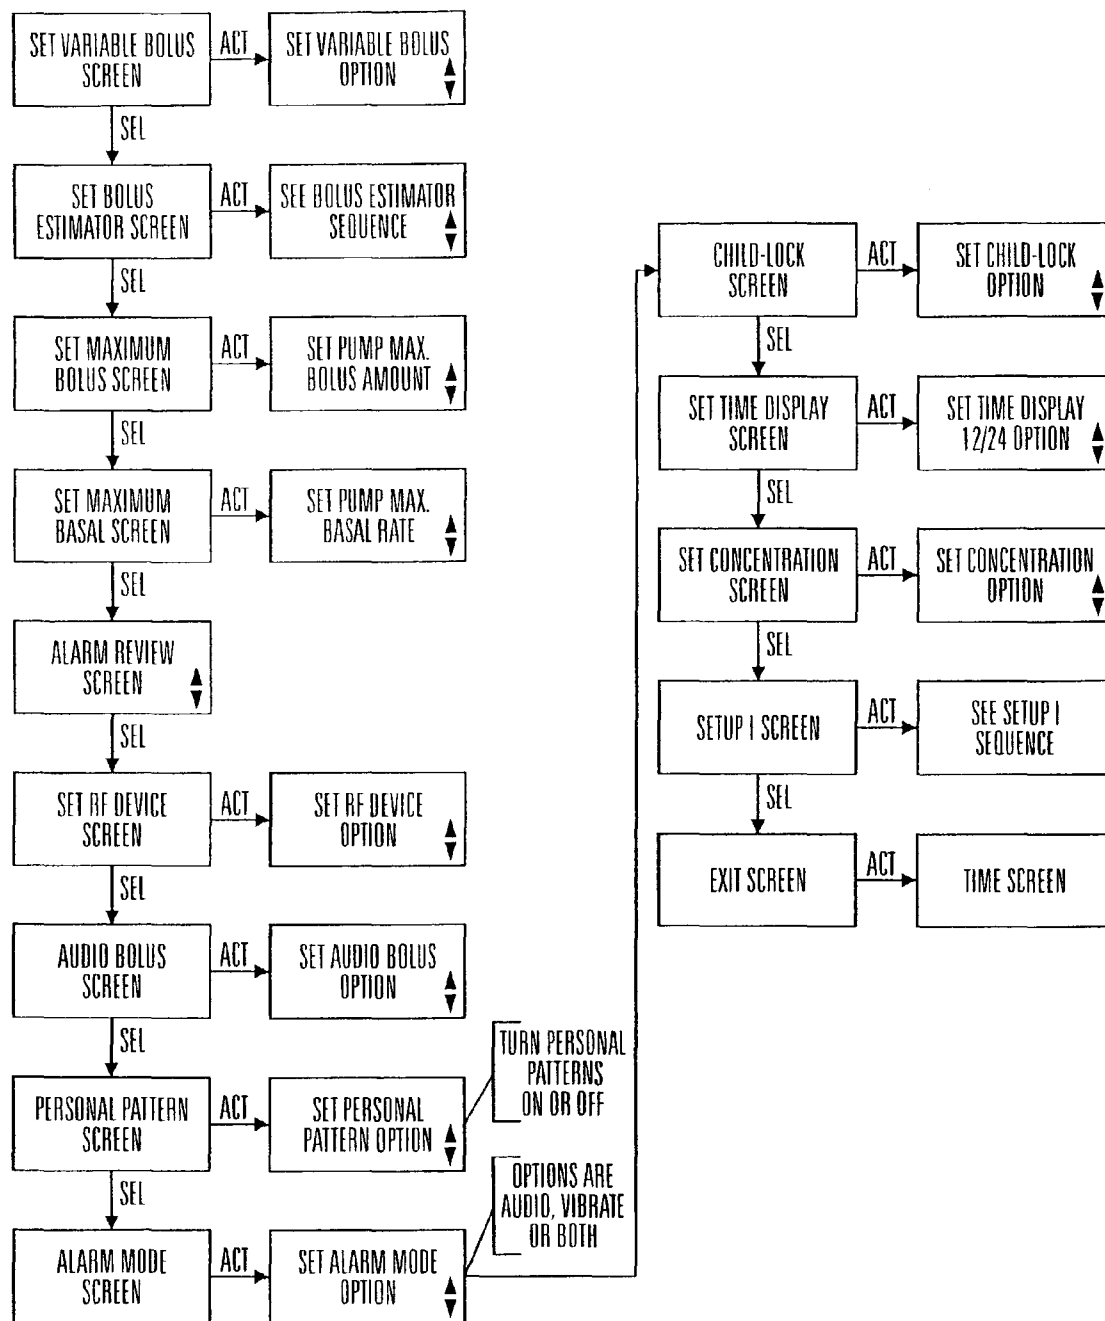 SET VARIABLE BOLUS
SCREEN
ACT
SET VARIABLE BOLUS
OPTION
SEL
SET BOLUS
ESTIMATOR SCREEN
ACT
SEE BOLUS ESTIMATOR
SEQUENCE
SEL
SET MAXIMUM
BOLUS SCREEN
ACT
SET PUMP MAX.
BOLUS AMOUNT
SEL
SET MAXIMUM
BASAL SCREEN
ACT
SET PUMP MAX.
BASAL RATE
SEL
ALARM REVIEW
SCREEN
SEL
SET RF DEVICE
SCREEN
ACT
SET RF DEVICE
OPTION
SEL
AUDIO BOLUS
SCREEN
ACT
SET AUDIO BOLUS
OPTION
SEL
PERSONAL PATTERN
SCREEN
ACT
SET PERSONAL
PATTERN OPTION
TURN PERSONAL
PATTERNS
ON OR OFF
SEL
ALARM MODE
SCREEN
ACT
SET ALARM MODE
OPTION
OPTIONS ARE
AUDIO, VIBRATE
OR BOTH
CHILD-LOCK
SCREEN
ACT
SET CHILD-LOCK
OPTION
SEL
SET TIME DISPLAY
SCREEN
ACT
SET TIME DISPLAY
12/24 OPTION
SEL
SET CONCENTRATION
SCREEN
ACT
SET CONCENTRATION
OPTION
SEL
SETUP I SCREEN
ACT
SEE SETUP I
SEQUENCE
SEL
EXIT SCREEN
ACT
TIME SCREEN